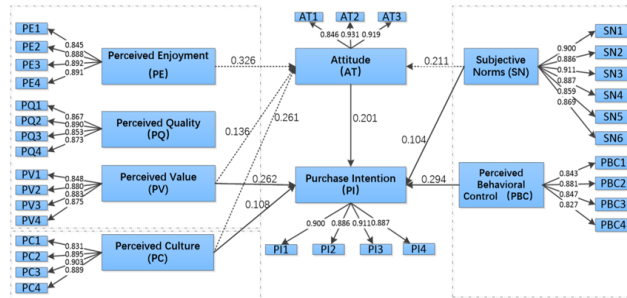 AT1 AT2 AT3
0.846 0.931 0.919
PE1
PE2
PE3
PE4
0.845
0.888
0.892
0.891
Perceived Enjoyment
(PE)
0.326
Attitude
(AT)
0.211
Subjective
Norms (SN)
0.900
0.886
0.911
0.887
0.859
0.869
SN1
SN2
SN3
SN4
SN5
SN6
PQ1
PQ2
PQ3
PQ4
0.867
0.890
0.853
0.873
Perceived Quality
(PQ)
0.136
0.261
0.201
0.104
PV1
PV2
PV3
PV4
0.848
0.880
0.883
0.875
Perceived Value
(PV)
0.262
0.108
Purchase Intention
(PI)
0.294
Perceived
Behavioral
Control (PBC)
0.843
0.881
0.847
0.827
PBC1
PBC2
PBC3
PBC4
PC1
PC2
PC3
PC4
0.831
0.895
0.903
0.889
Perceived Culture
(PC)
0.900 0.886 0.911 0.887
PI1 PI2 PI3 PI4